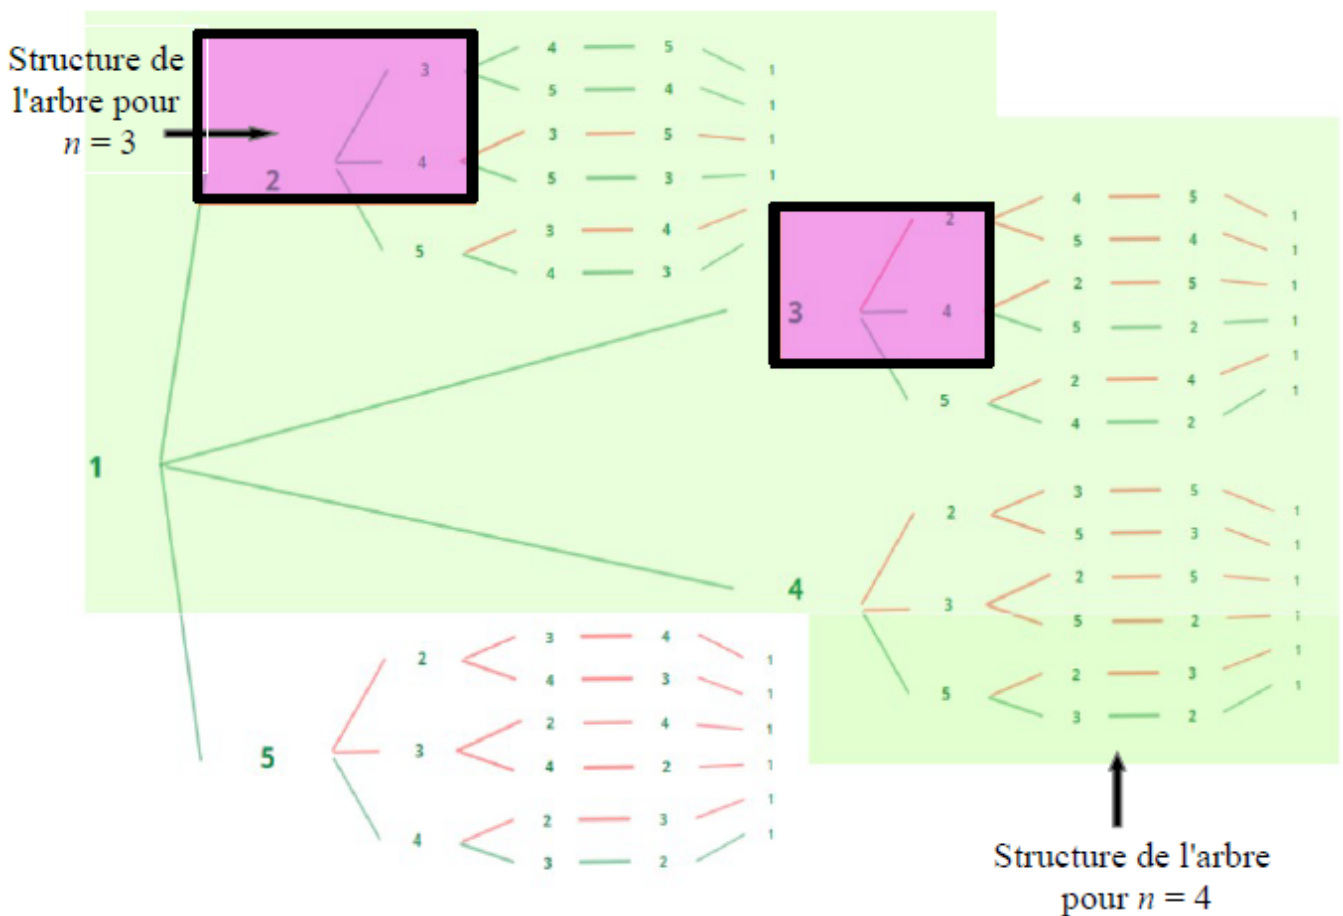 Structure de
l'arbre pour
n = 3
3 4 5 1
5 4 1
2 4 3 5 1
5 3 1
5 3 4
4 3
2 4 5 1
5 4 1
3 4 2 5 1
5 2 1
5 2 4 1
4 2 1
1
2 3 5 1
5 3 1
4 3 2 5 1
5 2 1
5 2 3 1
3 2 1
2 3 4 1
4 3 1
5 3 2 4 1
4 2 1
4 2 3 1
3 2 1
Structure de l'arbre
pour n = 4